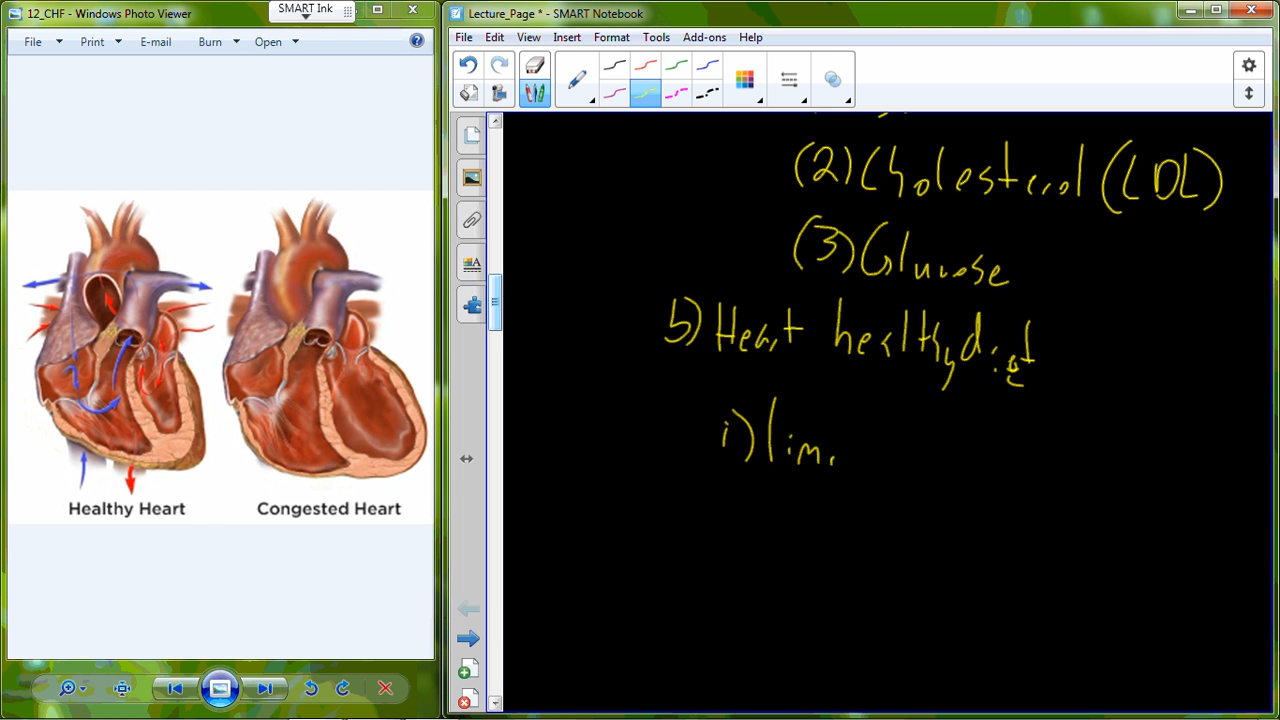 12_CHF - Windows Photo Viewer
SMART Ink
File Print E-mail Burn Open
Healthy Heart
Congested Heart
Lecture_Page * - SMART Notebook
File Edit View Insert Format Tools Add-ons Help
(2) Cholesterol (LDL)
(3) Glucose
b) Heart healthy diet
i) lim